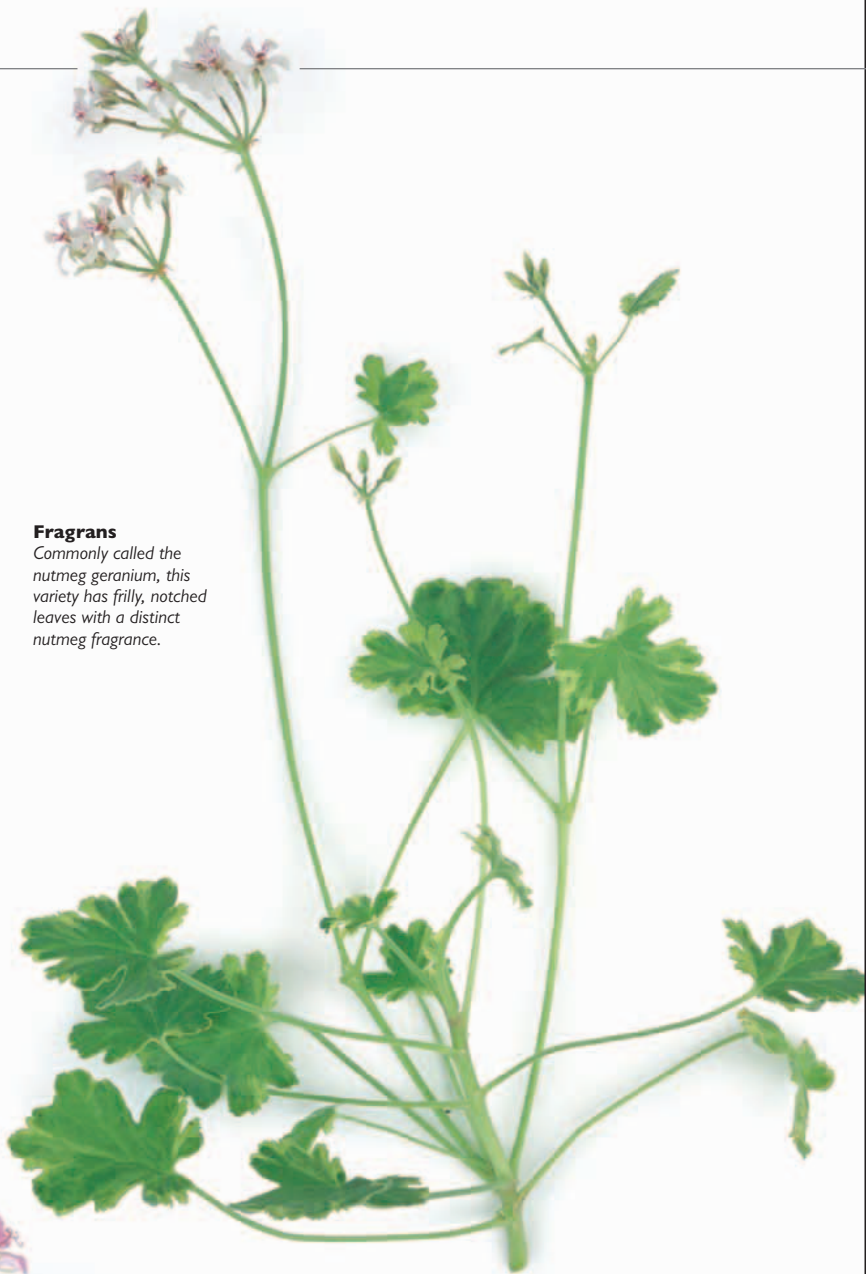 Fragrans
Commonly called the
nutmeg geranium, this
variety has frilly, notched
leaves with a distinct
nutmeg fragrance.